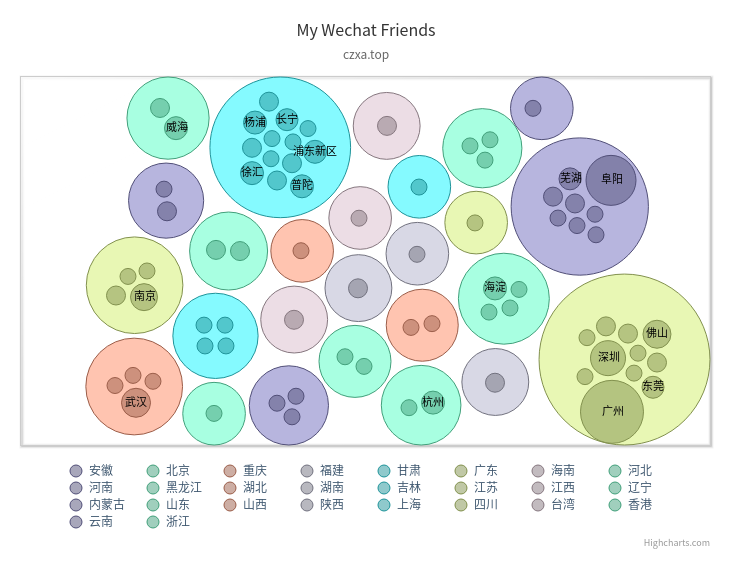 My Wechat Friends
czxa.top
威海
杨浦 长宁
浦东新区
徐汇
普陀
芜湖 阜阳
南京
海淀
武汉
杭州
佛山
深圳
东莞
广州
安徽 北京 重庆 福建 甘肃 广东 海南 河北
河南 黑龙江 湖北 湖南 吉林 江苏 江西 辽宁
内蒙古 山东 山西 陕西 上海 四川 台湾 香港
云南 浙江
Highcharts.com